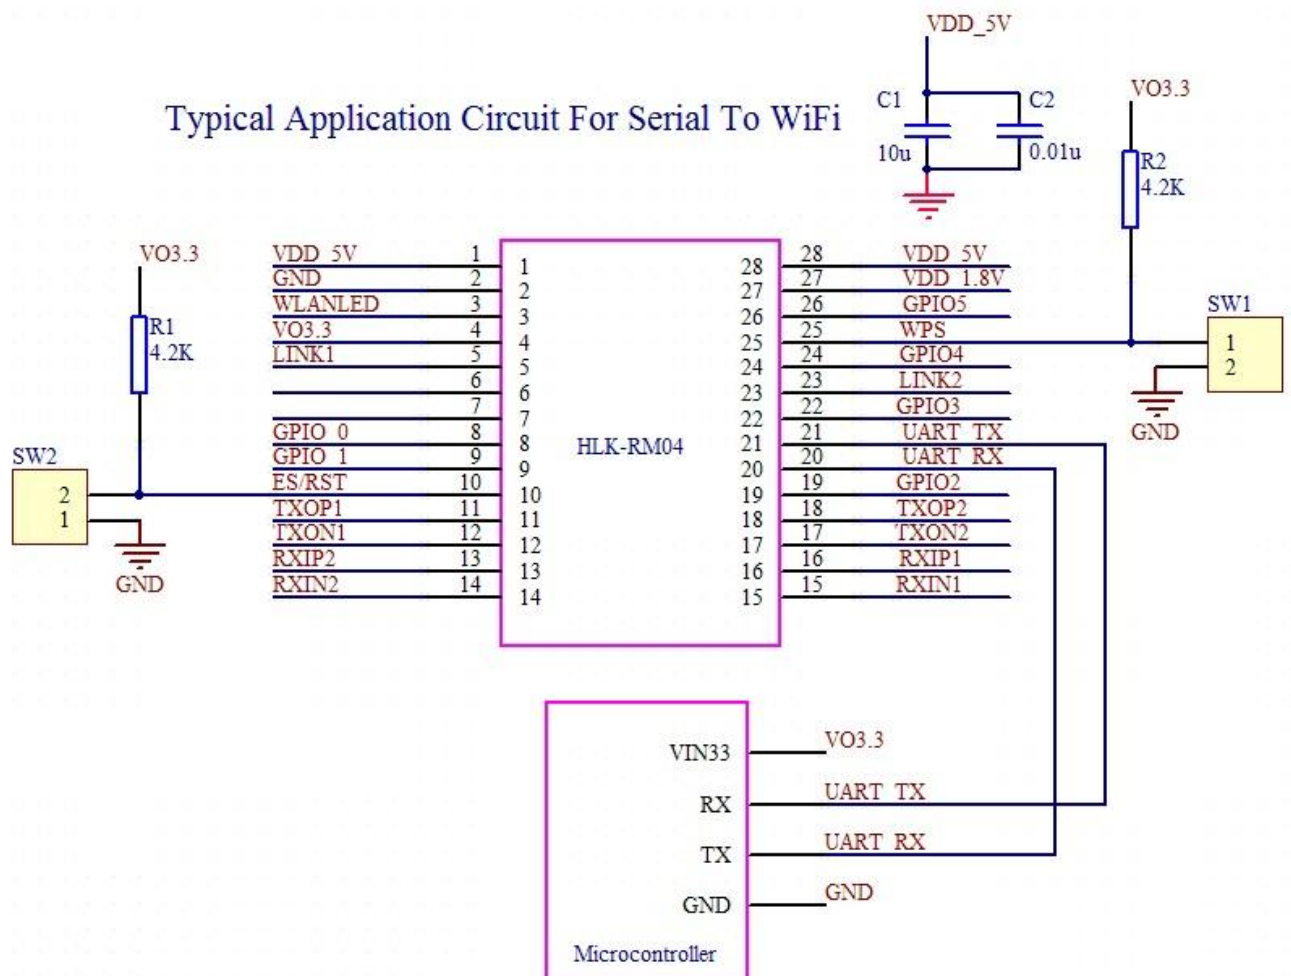 VDD_5V
Typical Application Circuit For Serial To WiFi
C1
10u
C2
0.01u
VO3.3
R2
4.2K
VO3.3
R1
4.2K
VDD_5V 1 1
GND 2 2
WLANLED 3 3
VO3.3 4 4
LINK1 5 5
6 6
7 7
GPIO_0 8 8
GPIO_1 9 9
ES/RST 10 10
TXOP1 11 11
TXON1 12 12
RXIP2 13 13
RXIN2 14 14
HLK-RM04
28 28 VDD_5V
27 27 VDD_1.8V
26 26 GPIO5
25 25 WPS
24 24 GPIO4
23 23 LINK2
22 22 GPIO3
21 21 UART_TX
20 20 UART_RX
19 19 GPIO2
18 18 TXOP2
17 17 TXON2
16 16 RXIP1
15 15 RXIN1
SW1
1
2
GND
SW2
2
1
GND
VIN33 VO3.3
RX UART_TX
TX UART_RX
GND GND
Microcontroller